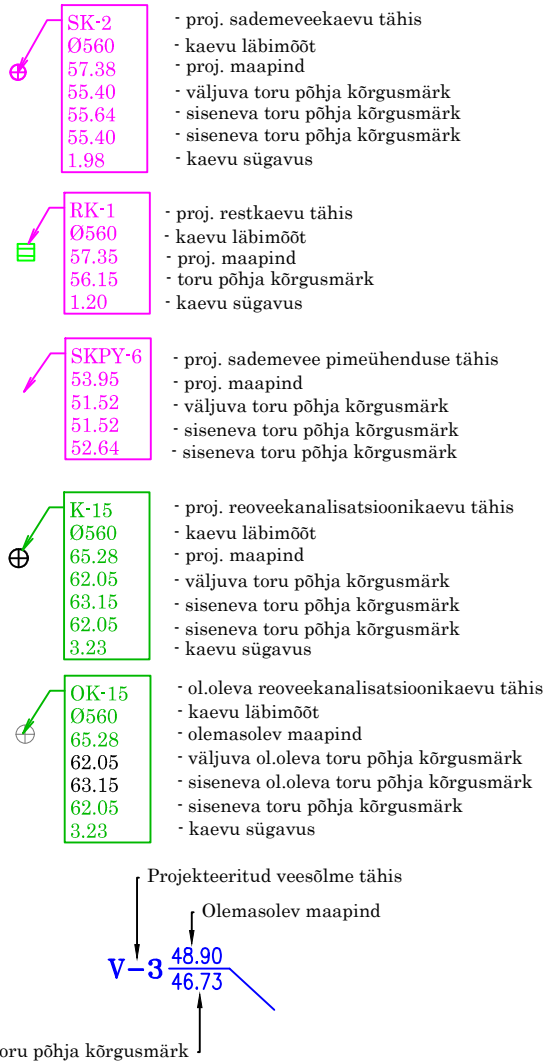 SK-2 - proj. sademeveekaevu tähis
Ø560 - kaevu läbimõõt
57.38 - proj. maapind
55.40 - väljuva toru põhja kõrgusmärk
55.64 - siseneva toru põhja kõrgusmärk
55.40 - siseneva toru põhja kõrgusmärk
1.98 - kaevu sügavus
RK-1 - proj. restkaevu tähis
Ø560 - kaevu läbimõõt
57.35 - proj. maapind
56.15 - toru põhja kõrgusmärk
1.20 - kaevu sügavus
SKPY-6 - proj. sademevee pimeühenduse tähis
53.95 - proj. maapind
51.52 - väljuva toru põhja kõrgusmärk
51.52 - siseneva toru põhja kõrgusmärk
52.64 - siseneva toru põhja kõrgusmärk
K-15 - proj. reoveekanalisatsioonikaevu tähis
Ø560 - kaevu läbimõõt
65.28 - proj. maapind
62.05 - väljuva toru põhja kõrgusmärk
63.15 - siseneva toru põhja kõrgusmärk
62.05 - siseneva toru põhja kõrgusmärk
3.23 - kaevu sügavus
OK-15 - ol.oleva reoveekanalisatsioonikaevu tähis
Ø560 - kaevu läbimõõt
65.28 - olemasolev maapind
62.05 - väljuva ol.oleva toru põhja kõrgusmärk
63.15 - siseneva ol.oleva toru põhja kõrgusmärk
62.05 - siseneva toru põhja kõrgusmärk
3.23 - kaevu sügavus
Projekteeritud veesõlme tähis
Olemasolev maapind
V-3 48.90
46.73
oru põhja kõrgusmärk